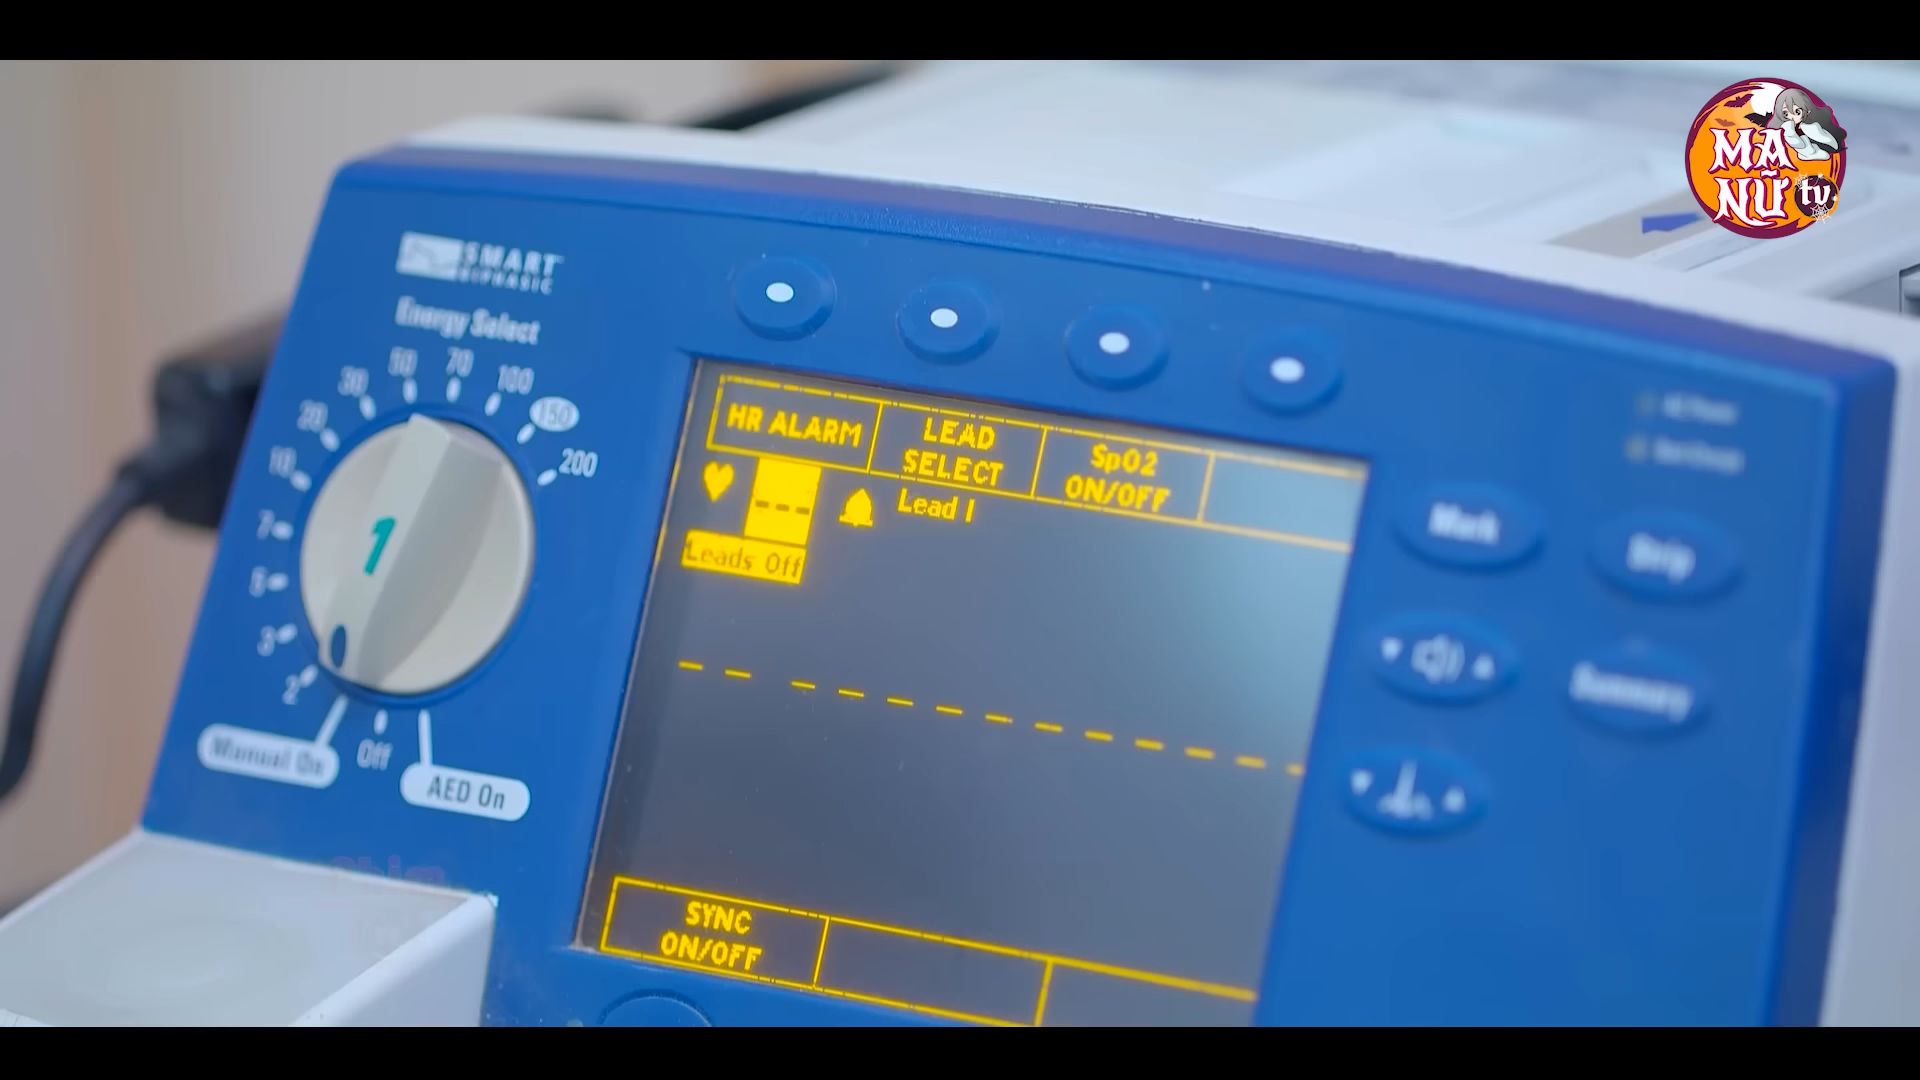 MA
NỮ tv
SMART
BIPHASIC
Energy Select
50
70
100
30
150
20
200
10
7
5
3
2
1
Manual On
Off
AED On
HR ALARM
LEAD
SELECT
SpO2
ON/OFF
---
Lead I
Leads Off
SYNC
ON/OFF
Mark
Strip
Summary